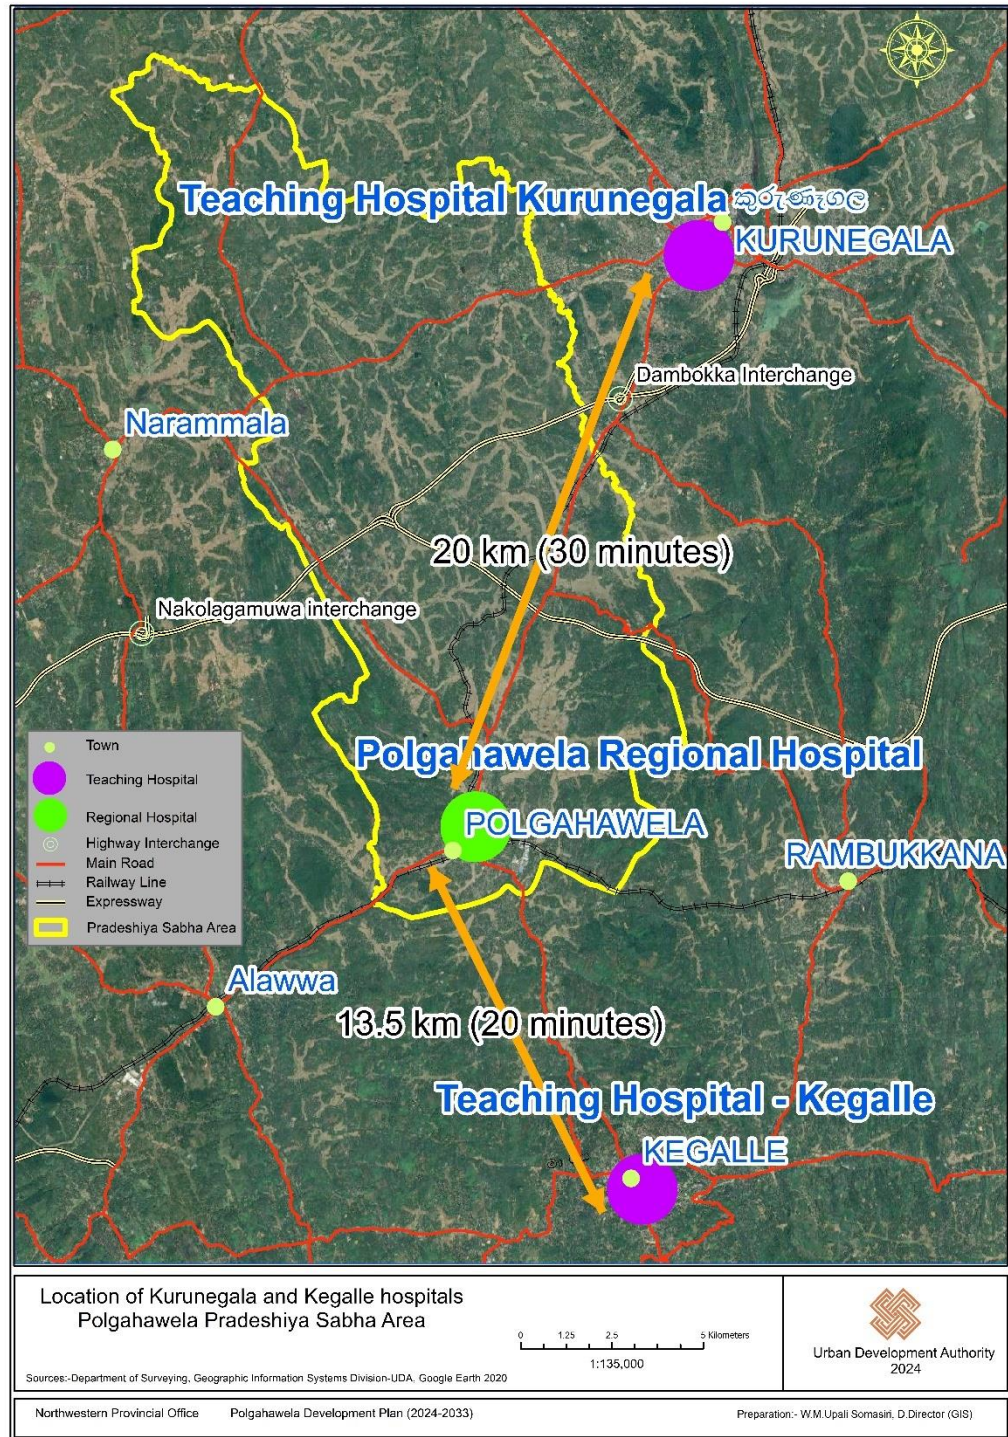 Teaching Hospital Kurunegala
කුරුණෑගල
KURUNEGALA
Dambokka Interchange
Narammala
20 km (30 minutes)
Nakolagamuwa interchange
Polgahawela Regional Hospital
POLGAHAWELA
RAMBUKKANA
Town
Teaching Hospital
Regional Hospital
Highway Interchange
Main Road
Railway Line
Expressway
Pradeshiya Sabha Area
Alawwa
13.5 km (20 minutes)
Teaching Hospital - Kegalle
KEGALLE
Location of Kurunegala and Kegalle hospitals
Polgahawela Pradeshiya Sabha Area
0 1.25 2.5 5 Kilometers
1:135,000
Sources:-Department of Surveying, Geographic Information Systems Division-UDA, Google Earth 2020
Urban Development Authority
2024
Northwestern Provincial Office Polgahawela Development Plan (2024-2033) Preparation:- W.M.Upali Somasiri, D.Director (GIS)